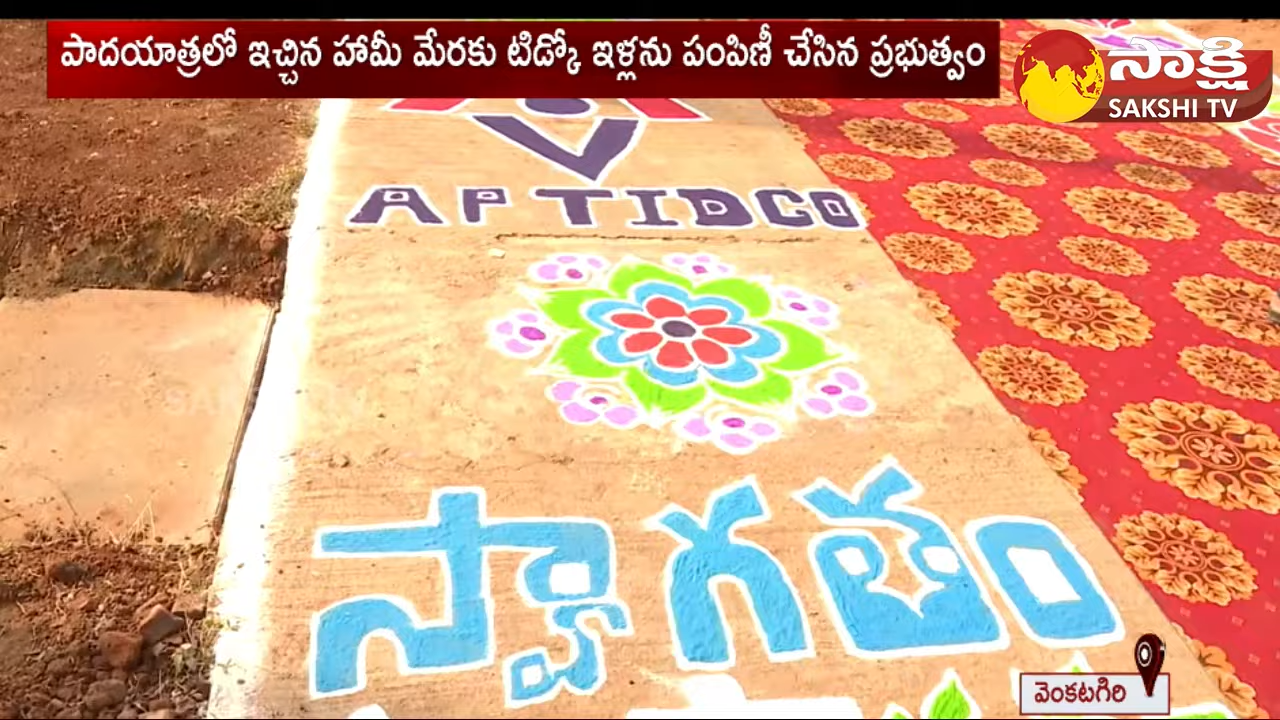 పాదయాత్రలో ఇచ్చిన హామీ మేరకు టిడ్కో ఇళ్లను పంపిణీ చేసిన ప్రభుత్వం
సాక్షి
SAKSHI TV
APTIDCO
స్వాగతం
వెంకటగిరి